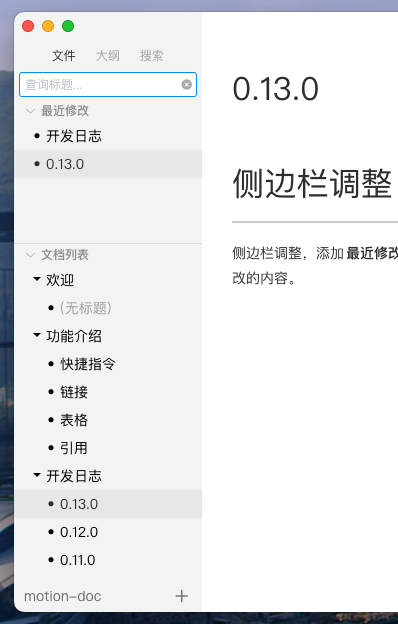 文件 大纲 搜索
查询标题...
最近修改
开发日志
0.13.0
文档列表
欢迎
(无标题)
功能介绍
快捷指令
链接
表格
引用
开发日志
0.13.0
0.12.0
0.11.0
motion-doc
0.13.0
侧边栏调整
侧边栏调整，添加 最近修改
改的内容。